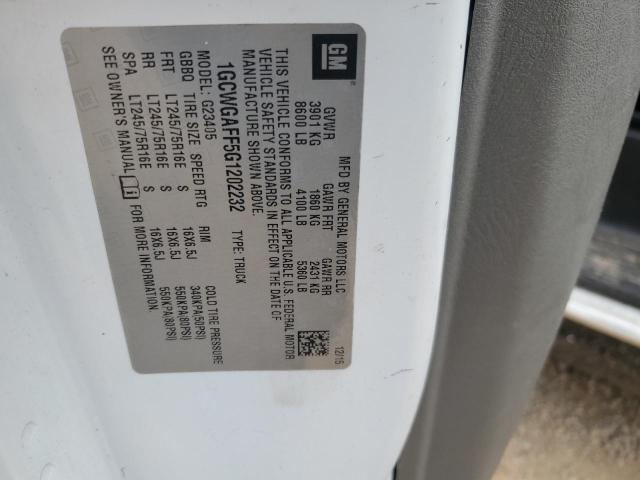 GM
MFD BY GENERAL MOTORS LLC 12/15
GVWR GAWR FRT GAWR RR
3901 KG 1860 KG 2431 KG
8600 LB 4100 LB 5360 LB
THIS VEHICLE CONFORMS TO ALL APPLICABLE U.S. FEDERAL MOTOR
VEHICLE SAFETY STANDARDS IN EFFECT ON THE DATE OF
MANUFACTURE SHOWN ABOVE.
1GCWGAFF5G1202232 TYPE: TRUCK
MODEL: G23405
GBBQ TIRE SIZE SPEED RTG RIM COLD TIRE PRESSURE
FRT LT245/75R16E S 16X6.5J 340KPA(50PSI)
RR LT245/75R16E S 16X6.5J 550KPA(80PSI)
SPA LT245/75R16E S 16X6.5J 550KPA(80PSI)
SEE OWNER'S MANUAL FOR MORE INFORMATION.